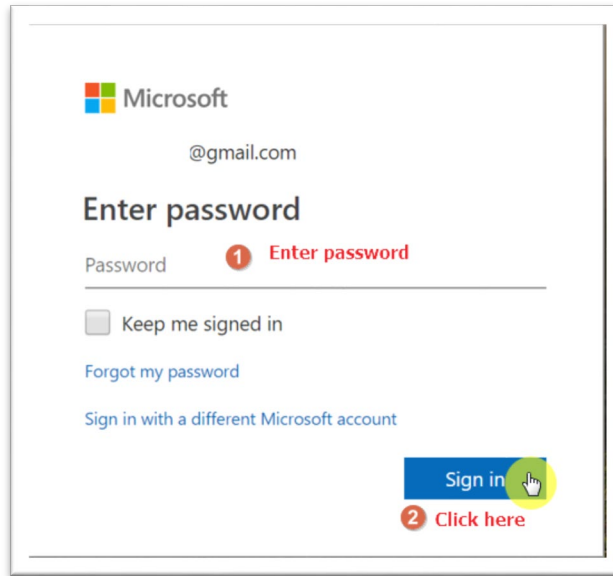 Microsoft
@gmail.com
Enter password
Password
1 Enter password
Keep me signed in
Forgot my password
Sign in with a different Microsoft account
Sign in
2 Click here